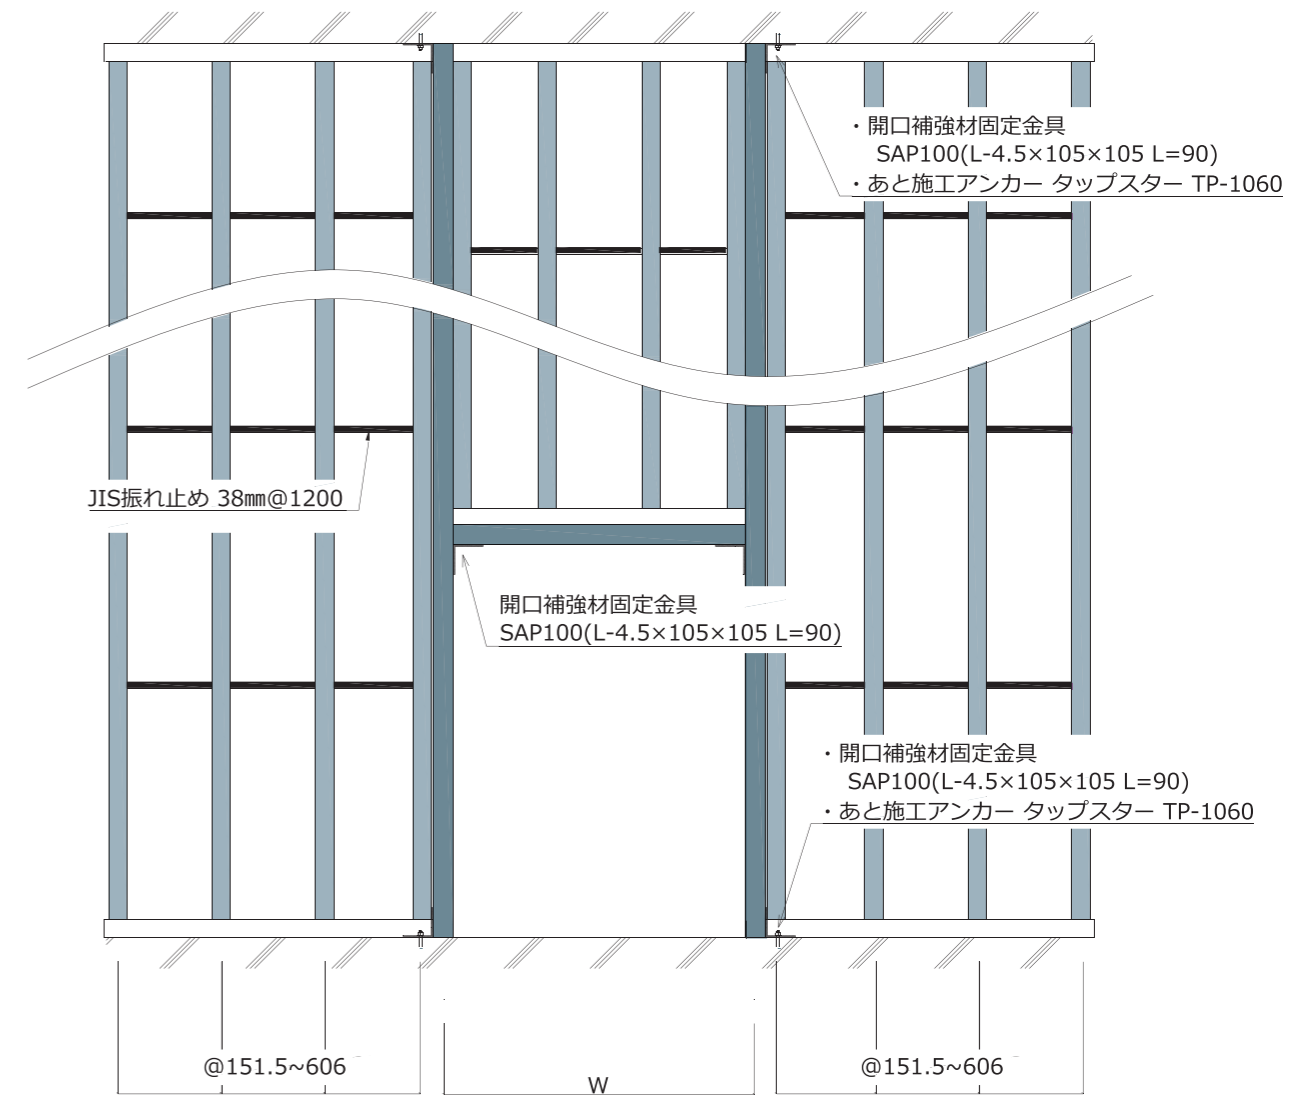 ・開口補強材固定金具
SAP100(L-4.5×105×105 L=90)
・あと施工アンカー タップスター TP-1060
JIS振れ止め 38㎜@1200
開口補強材固定金具
SAP100(L-4.5×105×105 L=90)
・開口補強材固定金具
SAP100(L-4.5×105×105 L=90)
・あと施工アンカー タップスター TP-1060
@151.5~606
W
@151.5~606